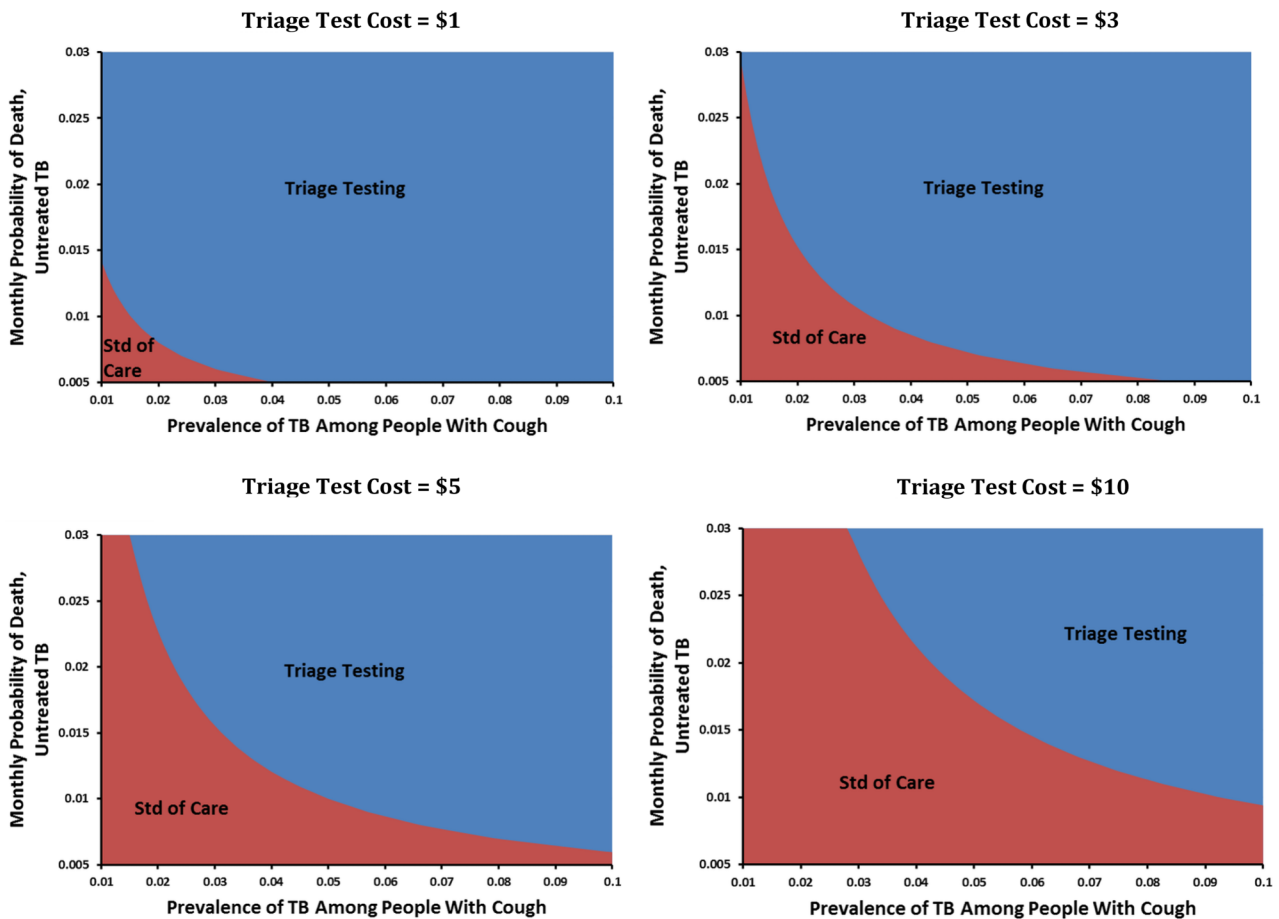 Triage Test Cost = $1
Monthly Probability of Death,
Untreated TB
0.03
0.025
0.02
0.015
0.01
0.005
Triage Testing
Std of
Care
0.01 0.02 0.03 0.04 0.05 0.06 0.07 0.08 0.09 0.1
Prevalence of TB Among People With Cough
Triage Test Cost = $3
Monthly Probability of Death,
Untreated TB
0.03
0.025
0.02
0.015
0.01
0.005
Triage Testing
Std of Care
0.01 0.02 0.03 0.04 0.05 0.06 0.07 0.08 0.09 0.1
Prevalence of TB Among People With Cough
Triage Test Cost = $5
Monthly Probability of Death,
Untreated TB
0.03
0.025
0.02
0.015
0.01
0.005
Triage Testing
Std of Care
0.01 0.02 0.03 0.04 0.05 0.06 0.07 0.08 0.09 0.1
Prevalence of TB Among People With Cough
Triage Test Cost = $10
Monthly Probability of Death,
Untreated TB
0.03
0.025
0.02
0.015
0.01
0.005
Triage Testing
Std of Care
0.01 0.02 0.03 0.04 0.05 0.06 0.07 0.08 0.09 0.1
Prevalence of TB Among People With Cough